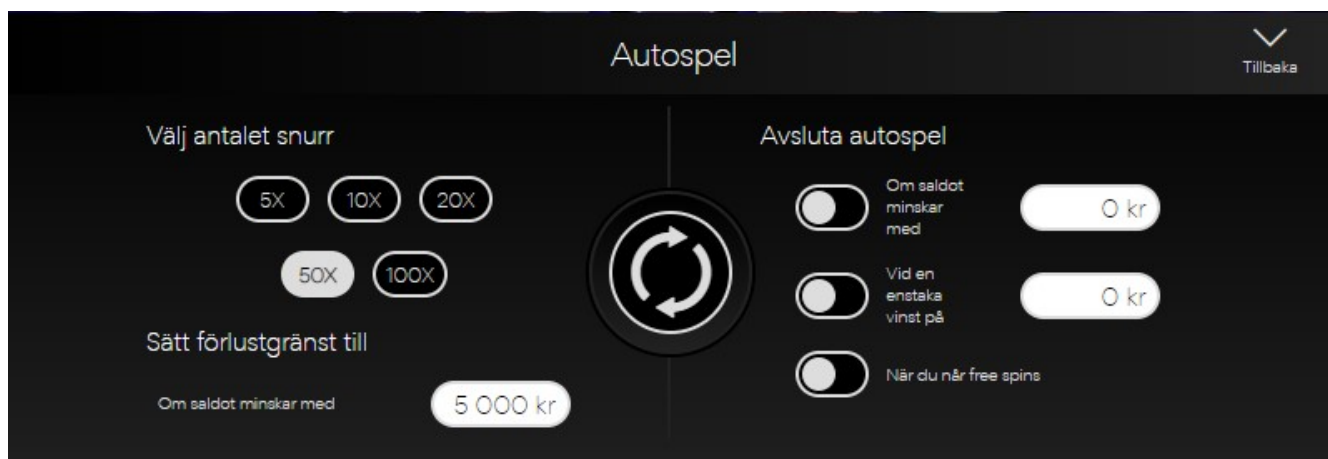 Autospel
Tillbaka
Välj antalet snurr
5X
10X
20X
50X
100X
Sätt förlustgränst till
Om saldot minskar med
5 000 kr
Avsluta autospel
Om saldot
minskar
med
0 kr
Vid en
enstaka
vinst på
0 kr
När du når free spins